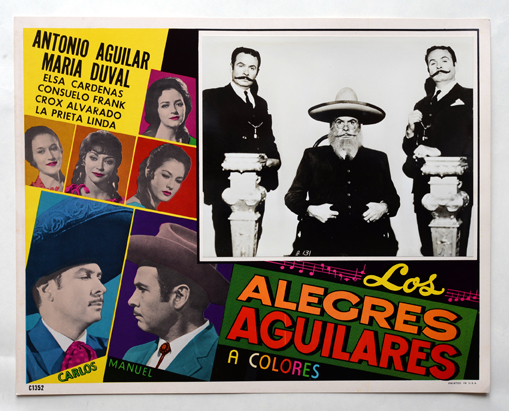 ANTONIO AGUILAR
MARIA DUVAL
ELSA CARDENAS
CONSUELO FRANK
CROX ALVARADO
LA PRIETA LINDA
P 131
Los
ALEGRES
AGUILARES
A COLORES
CARLOS
MANUEL
C1352